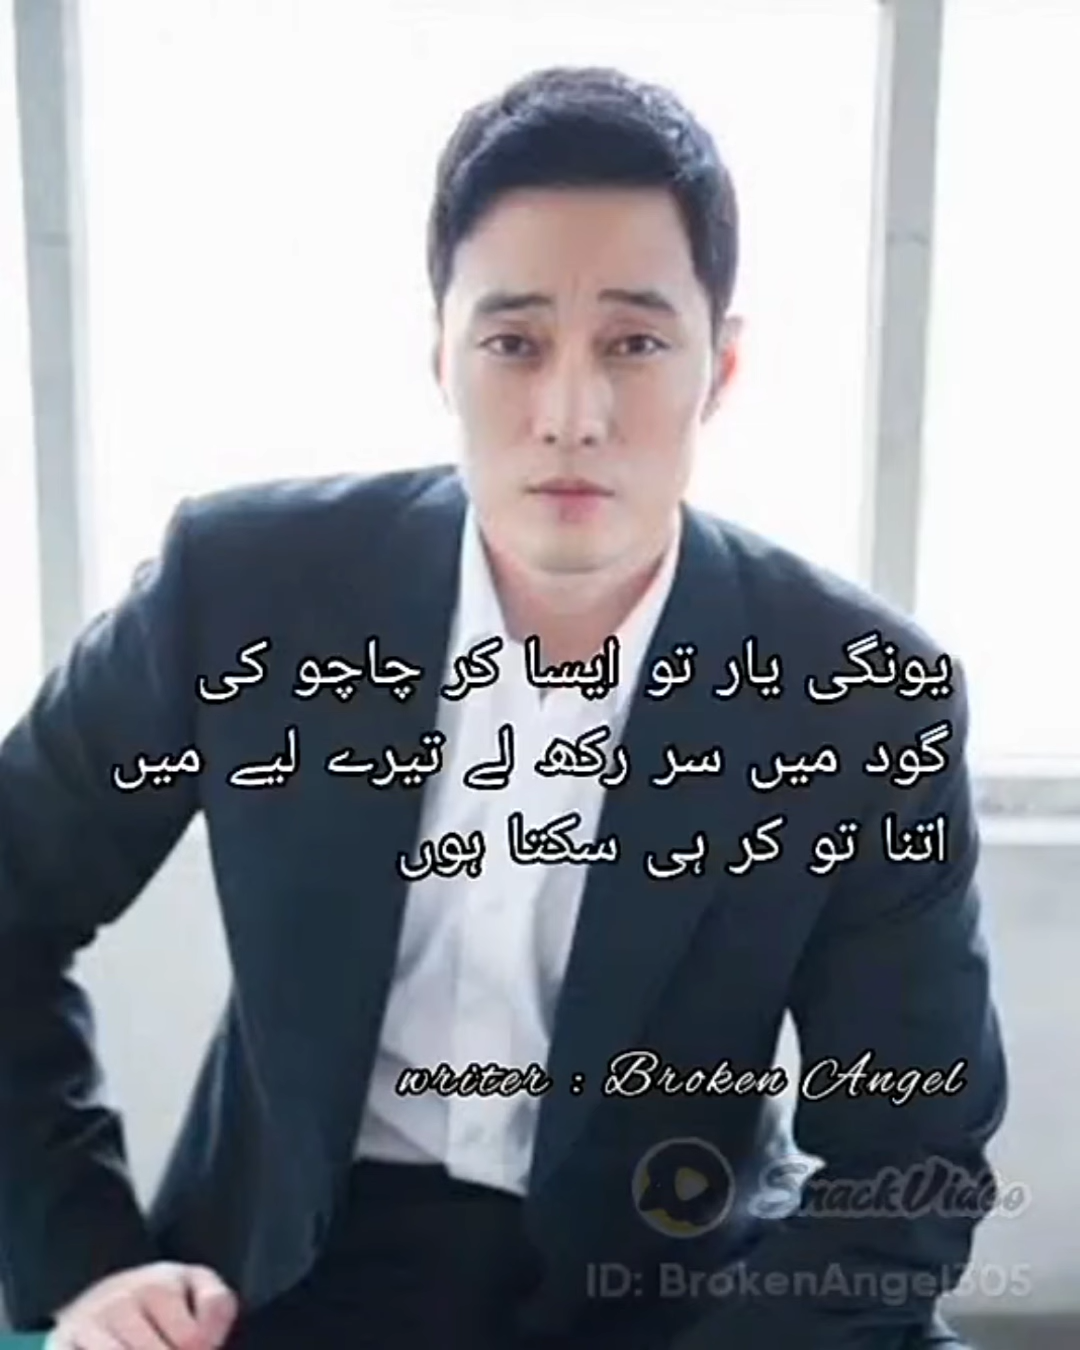 یونگی یار تو ایسا کر چاچو کی
گود میں سر رکھ لے تیرے لیے میں
اتنا تو کر ہی سکتا ہوں
writer : Broken Angel
SnackVideo
ID: BrokenAngel305